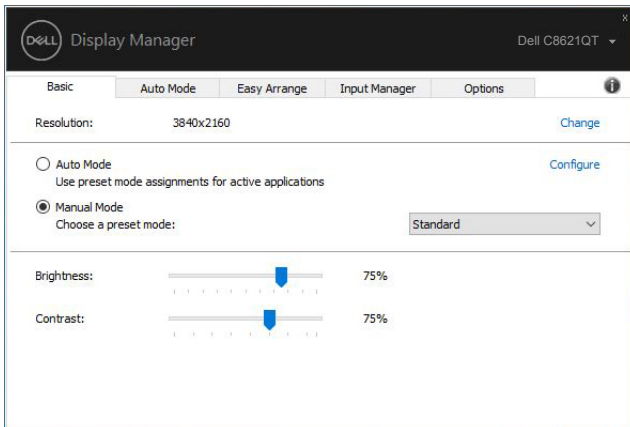 DELL Display Manager
Dell C8621QT
x
Basic Auto Mode Easy Arrange Input Manager Options i
Resolution: 3840x2160 Change
Auto Mode Configure
Use preset mode assignments for active applications
Manual Mode
Choose a preset mode: Standard
Brightness: 75%
Contrast: 75%